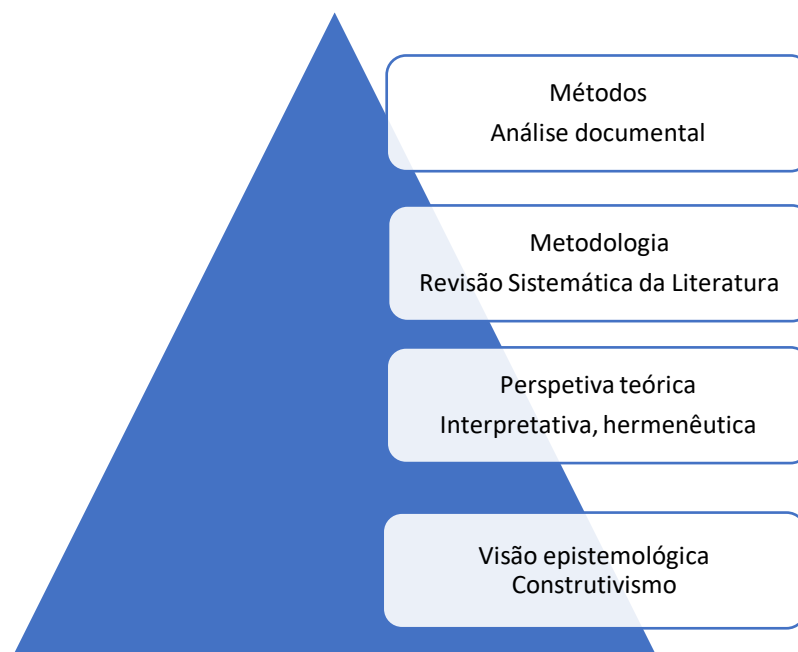 Métodos
Análise documental
Metodologia
Revisão Sistemática da Literatura
Perspetiva teórica
Interpretativa, hermenêutica
Visão epistemológica
Construtivismo